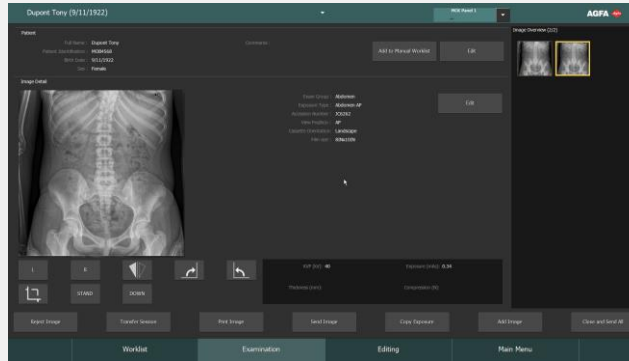 Dupont Tony (9/11/1922)
AGFA
Patient
Full Name : Dupont Tony
Comments :
Birth Date : 9/11/1922
Sex : Female
Add to Manual Worklist
Edit
Image Overview (2/2)
Image Detail
Exam Group : Abdomen
Exposure Type : Abdomen AP
View Position : AP
Cassette Orientation : Landscape
Edit
L
R
STAND
DOWN
Reject Image
Transfer Session
Print Image
Send Image
Copy Exposure
Add Image
Close and Send All
Worklist
Examination
Editing
Main Menu